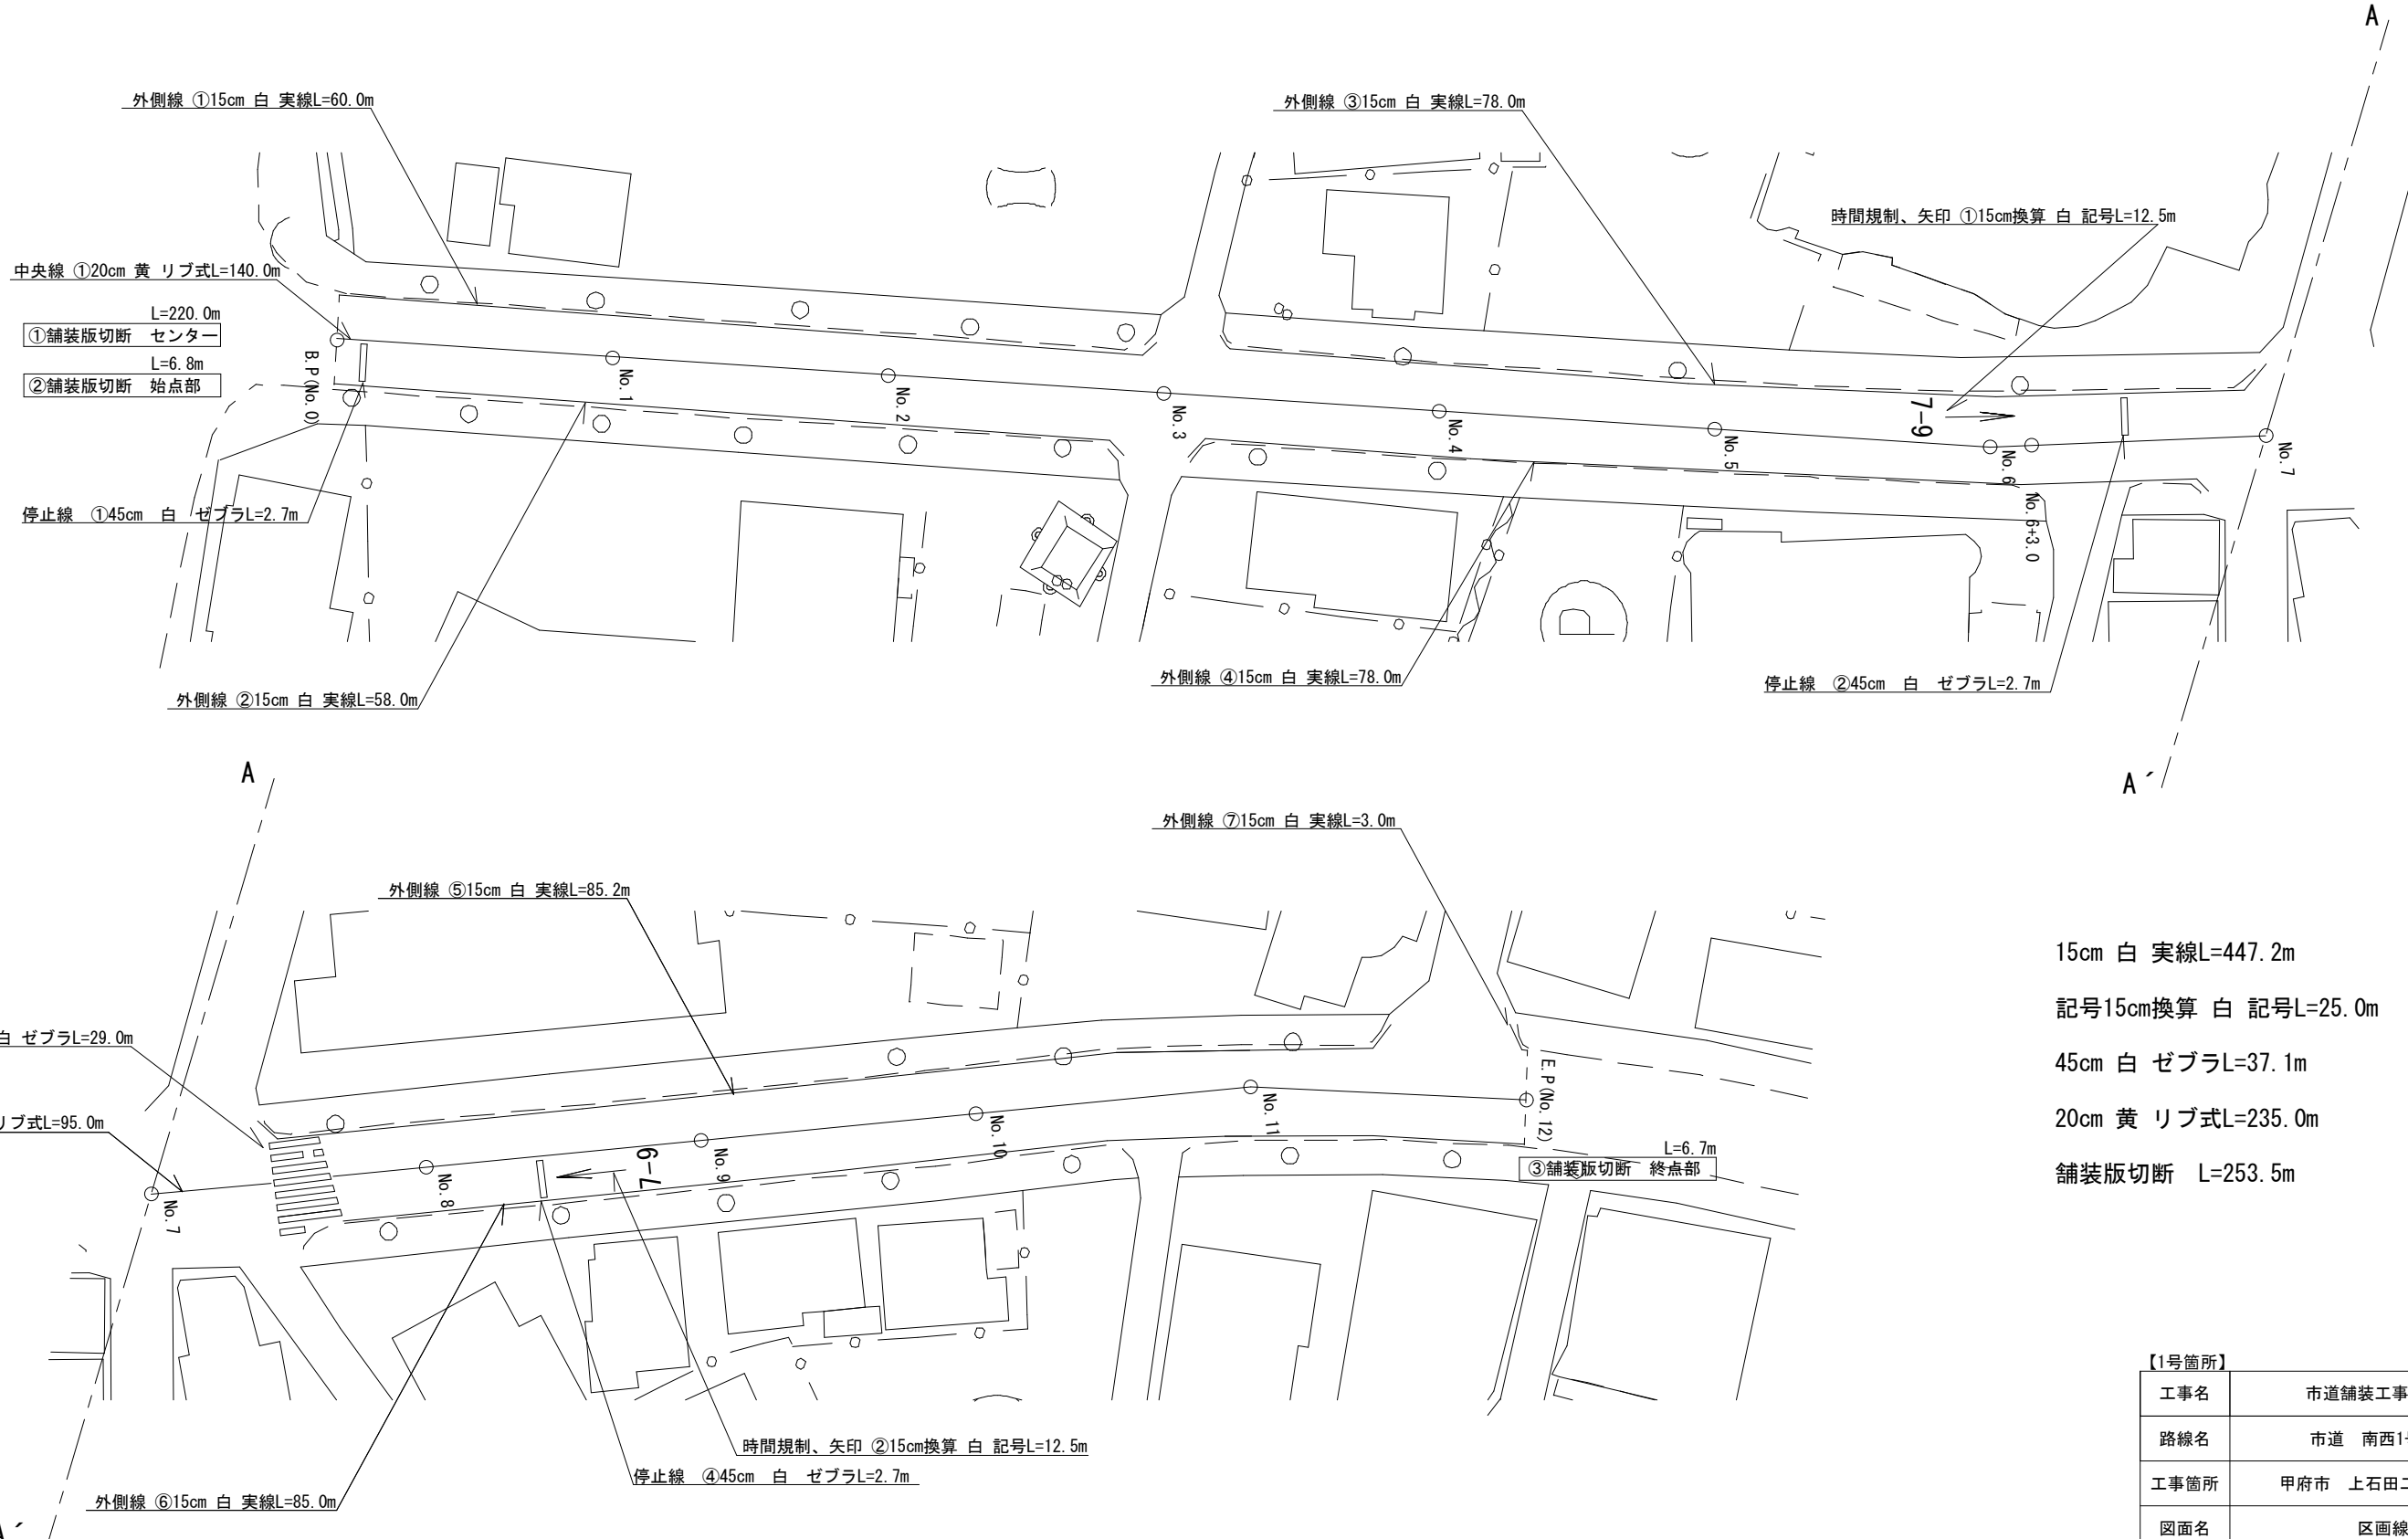 A
外側線 ①15cm 白 実線L=60.0m
外側線 ③15cm 白 実線L=78.0m
時間規制、矢印 ①15cm換算 白 記号L=12.5m
中央線 ①20cm 黄 リブ式L=140.0m
L=220.0m
①舗装版切断 センター
L=6.8m
②舗装版切断 始点部
B.P(No.0)
No.1
No.2
No.3
No.4
No.5
No.6
No.6+3.0
No.7
7-9
停止線 ①45cm 白 ゼブラL=2.7m
外側線 ②15cm 白 実線L=58.0m
外側線 ④15cm 白 実線L=78.0m
停止線 ②45cm 白 ゼブラL=2.7m
A´
A
外側線 ⑦15cm 白 実線L=3.0m
外側線 ⑤15cm 白 実線L=85.2m
白 ゼブラL=29.0m
リブ式L=95.0m
No.7
No.8
7-9
No.9
No.10
No.11
E.P(No.12)
L=6.7m
③舗装版切断 終点部
時間規制、矢印 ②15cm換算 白 記号L=12.5m
停止線 ④45cm 白 ゼブラL=2.7m
外側線 ⑥15cm 白 実線L=85.0m
A´
15cm 白 実線L=447.2m
記号15cm換算 白 記号L=25.0m
45cm 白 ゼブラL=37.1m
20cm 黄 リブ式L=235.0m
舗装版切断 L=253.5m
【1号箇所】
工事名 市道舗装工事
路線名 市道 南西1
工事箇所 甲府市 上石田
図面名 区画線